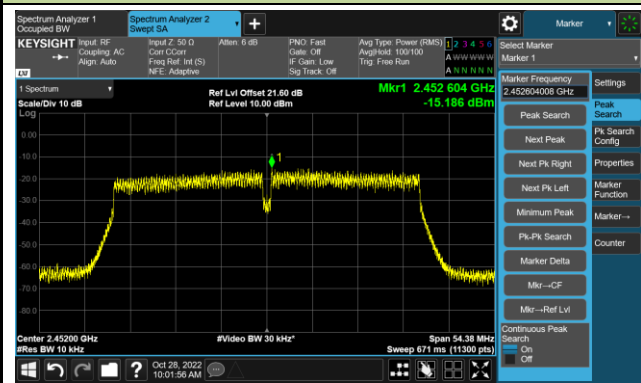 Spectrum Analyzer 1
Occupied BW
Spectrum Analyzer 2
Swept SA
Marker
KEYSIGHT
LXI
Input: RF
Coupling: AC
Align: Auto
Input Z: 50 Ω
Corr CCorr
Freq Ref: Int (S)
NFE: Adaptive
Atten: 6 dB
PNO: Fast
Gate: Off
IF Gain: Low
Sig Track: Off
Avg Type: Power (RMS)
Avg|Hold: 100/100
Trig: Free Run
1 2 3 4 5 6
A W W W W W
A N N N N N
Select Marker
Marker 1
1 Spectrum
Scale/Div 10 dB
Log
Ref Lvl Offset 21.60 dB
Ref Level 10.00 dBm
Mkr1 2.452 604 GHz
-15.186 dBm
1
0.00
-10.0
-20.0
-30.0
-40.0
-50.0
-60.0
-70.0
-80.0
Center 2.45200 GHz
#Res BW 10 kHz
#Video BW 30 kHz*
Span 54.38 MHz
Sweep 671 ms (11300 pts)
Marker Frequency
2.452604008 GHz
Peak Search
Next Peak
Next Pk Right
Next Pk Left
Minimum Peak
Pk-Pk Search
Marker Delta
Mkr→CF
Mkr→Ref Lvl
Continuous Peak
Search
On
Off
Settings
Peak
Search
Pk Search
Config
Properties
Marker
Function
Marker→
Counter
Oct 28, 2022
10:01:56 AM